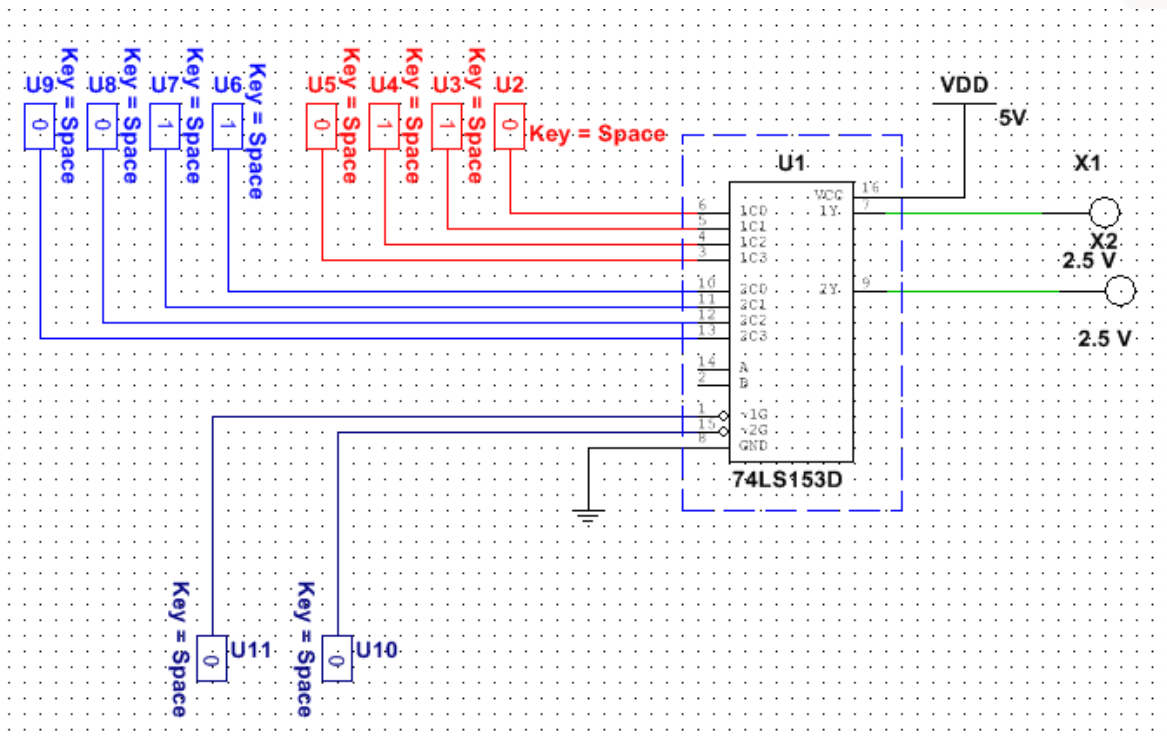 U9
Key = Space
0
U8
Key = Space
0
U7
Key = Space
1
U6
Key = Space
1
U5
Key = Space
0
U4
Key = Space
1
U3
Key = Space
1
U2
0
Key = Space
VDD
5V
U1
X1
X2
2.5 V
2.5 V
6 1C0
5 1C1
4 1C2
3 1C3
10 2C0
11 2C1
12 2C2
13 2C3
14 A
2 B
1 ~1G
15 ~2G
8 GND
VCC 16
1Y 7
2Y 9
74LS153D
Key = Space
0
U11
Key = Space
0
U10